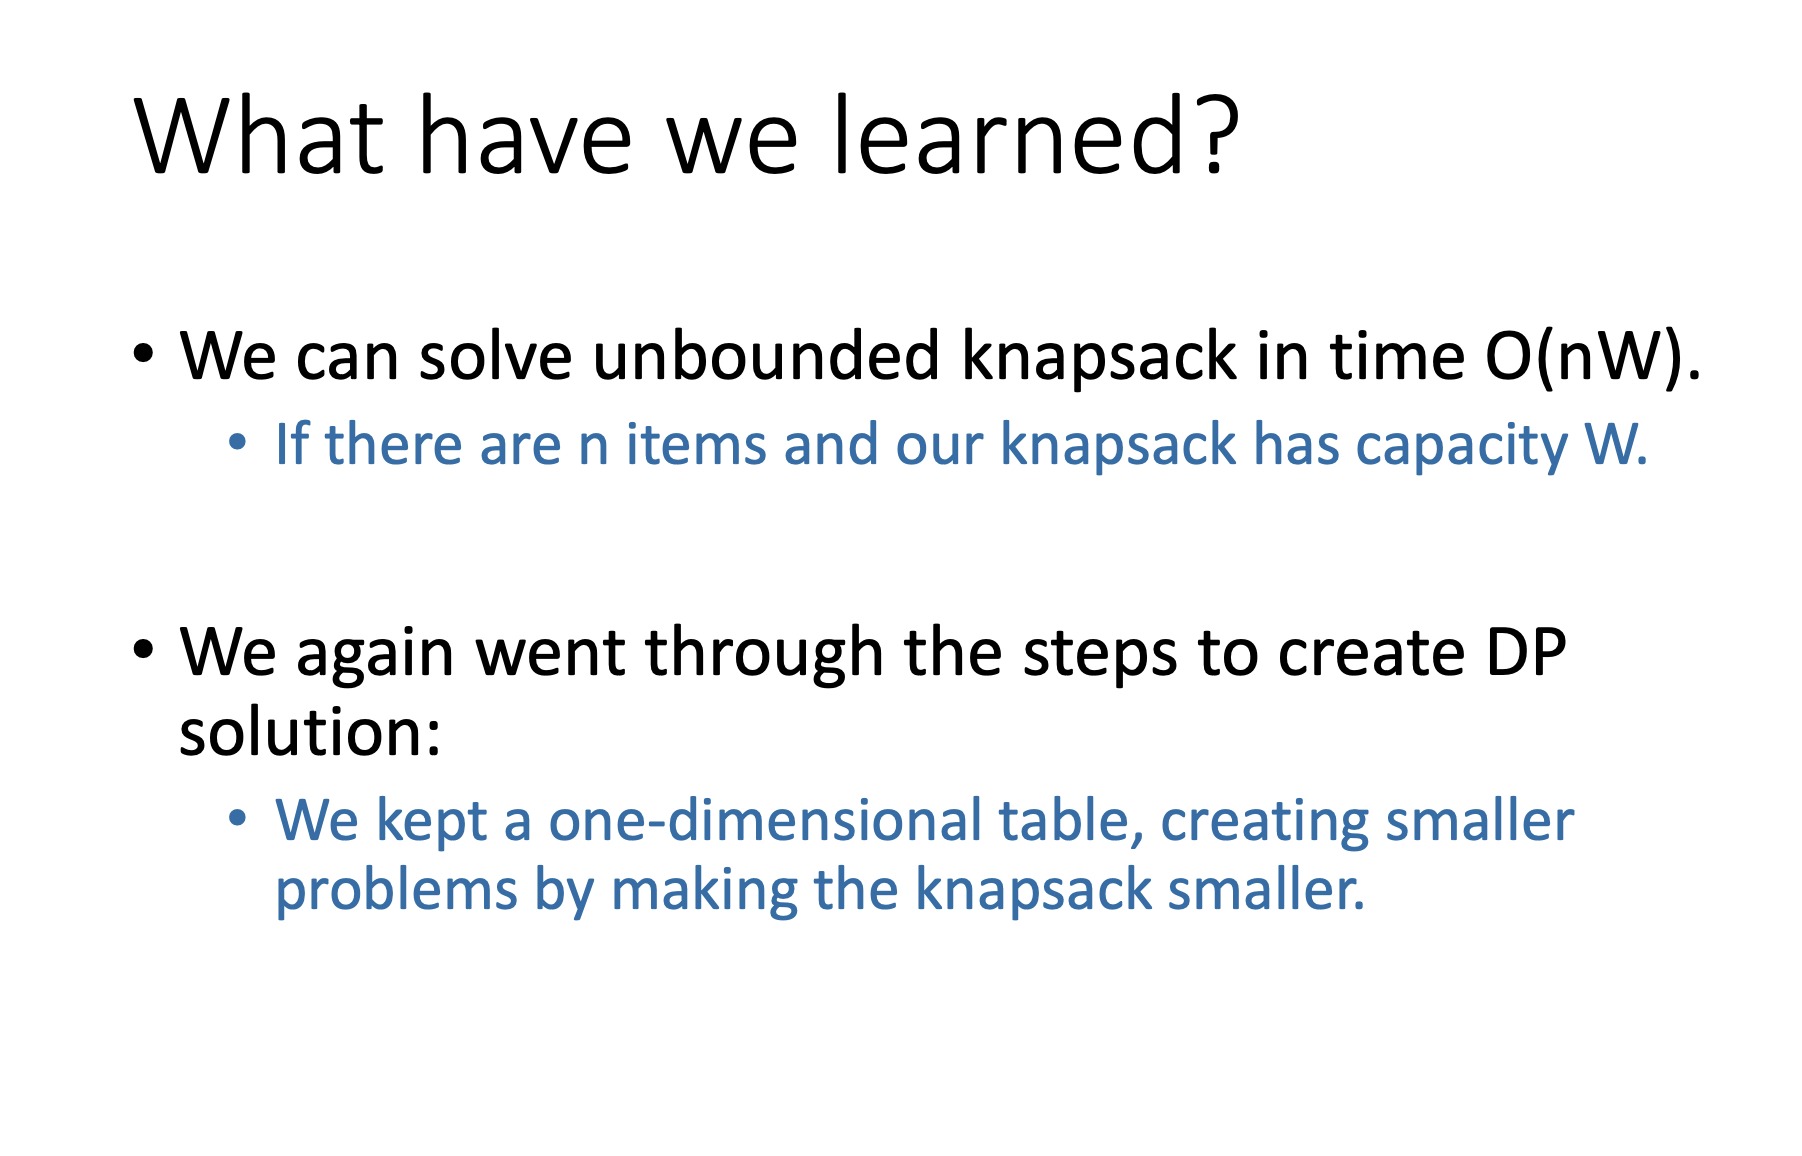 What have we learned?
• We can solve unbounded knapsack in time O(nW).
• If there are n items and our knapsack has capacity W.
• We again went through the steps to create DP
solution:
• We kept a one-dimensional table, creating smaller
problems by making the knapsack smaller.